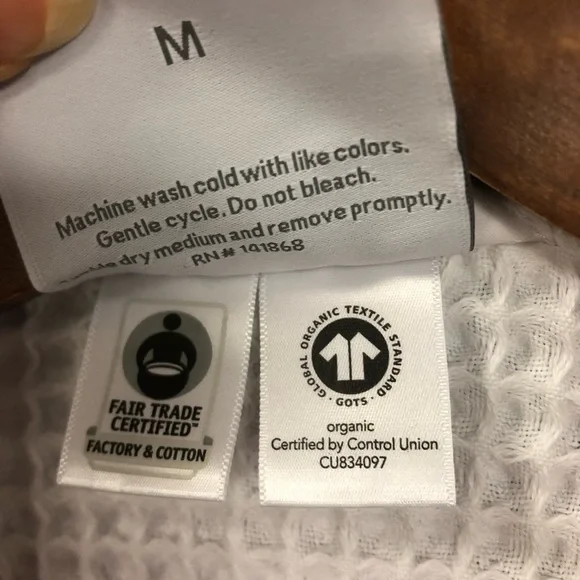 M
Machine wash cold with like colors.
Gentle cycle. Do not bleach.
dry medium and remove promptly.
RN# 141868
FAIR TRADE
CERTIFIED™
FACTORY & COTTON
GLOBAL ORGANIC TEXTILE STANDARD
· GOTS ·
organic
Certified by Control Union
CU834097